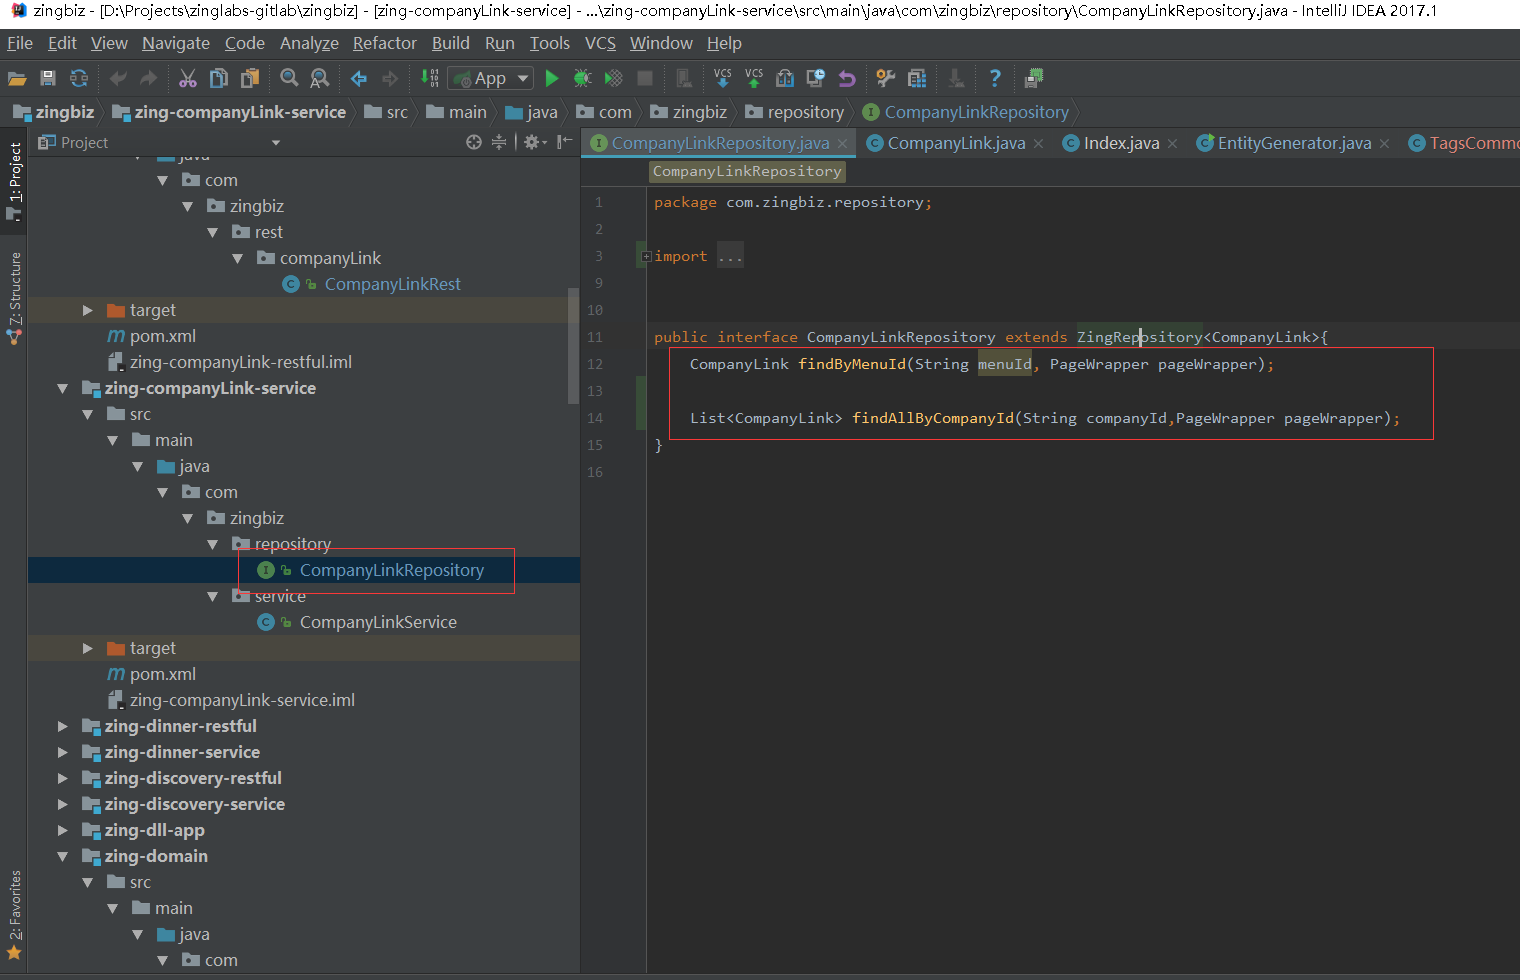 zingbiz - [D:\Projects\zinglabs-gitlab\zingbiz] - [zing-companyLink-service] - ...\zing-companyLink-service\src\main\java\com\zingbiz\repository\CompanyLinkRepository.java - IntelliJ IDEA 2017.1
File Edit View Navigate Code Analyze Refactor Build Run Tools VCS Window Help
App VCS VCS
zingbiz zing-companyLink-service src main java com zingbiz repository CompanyLinkRepository
1: Project
Z: Structure
2: Favorites
Project
java
com
zingbiz
rest
companyLink
CompanyLinkRest
target
pom.xml
zing-companyLink-restful.iml
zing-companyLink-service
src
main
java
com
zingbiz
repository
CompanyLinkRepository
service
CompanyLinkService
target
pom.xml
zing-companyLink-service.iml
zing-dinner-restful
zing-dinner-service
zing-discovery-restful
zing-discovery-service
zing-dll-app
zing-domain
src
main
java
com
CompanyLinkRepository.java CompanyLink.java Index.java EntityGenerator.java TagsCommo
CompanyLinkRepository
1 package com.zingbiz.repository;
2
3 import ...
9
10
11 public interface CompanyLinkRepository extends ZingRepository<CompanyLink>{
12 CompanyLink findByMenuId(String menuId, PageWrapper pageWrapper);
13
14 List<CompanyLink> findAllByCompanyId(String companyId,PageWrapper pageWrapper);
15 }
16